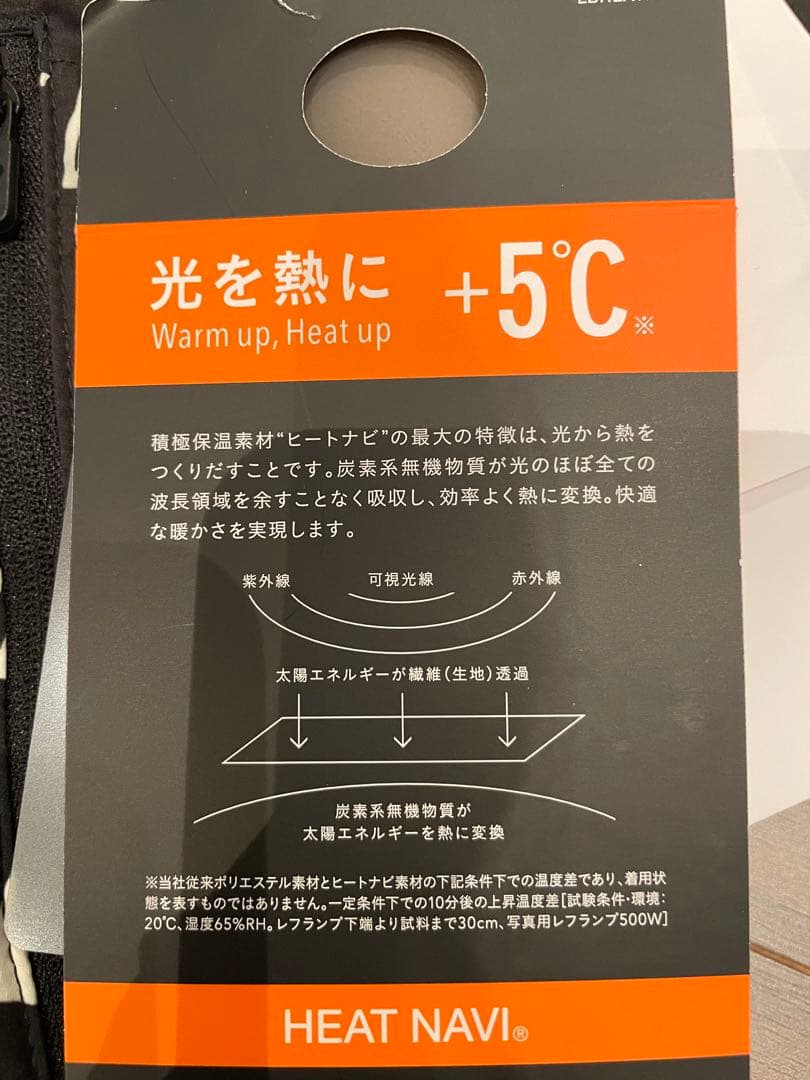 光を熱に +5℃※
Warm up, Heat up
積極保温素材“ヒートナビ”の最大の特徴は、光から熱を
つくりだすことです。炭素系無機物質が光のほぼ全ての
波長領域を余すことなく吸収し、効率よく熱に変換。快適
な暖かさを実現します。
紫外線 可視光線 赤外線
太陽エネルギーが繊維(生地)透過
炭素系無機物質が
太陽エネルギーを熱に変換
※当社従来ポリエステル素材とヒートナビ素材の下記条件下での温度差であり、着用状
態を表すものではありません。一定条件下での10分後の上昇温度差[試験条件・環境:
20℃、湿度65%RH。レフランプ下端より試料まで30cm、写真用レフランプ500W]
HEAT NAVI®